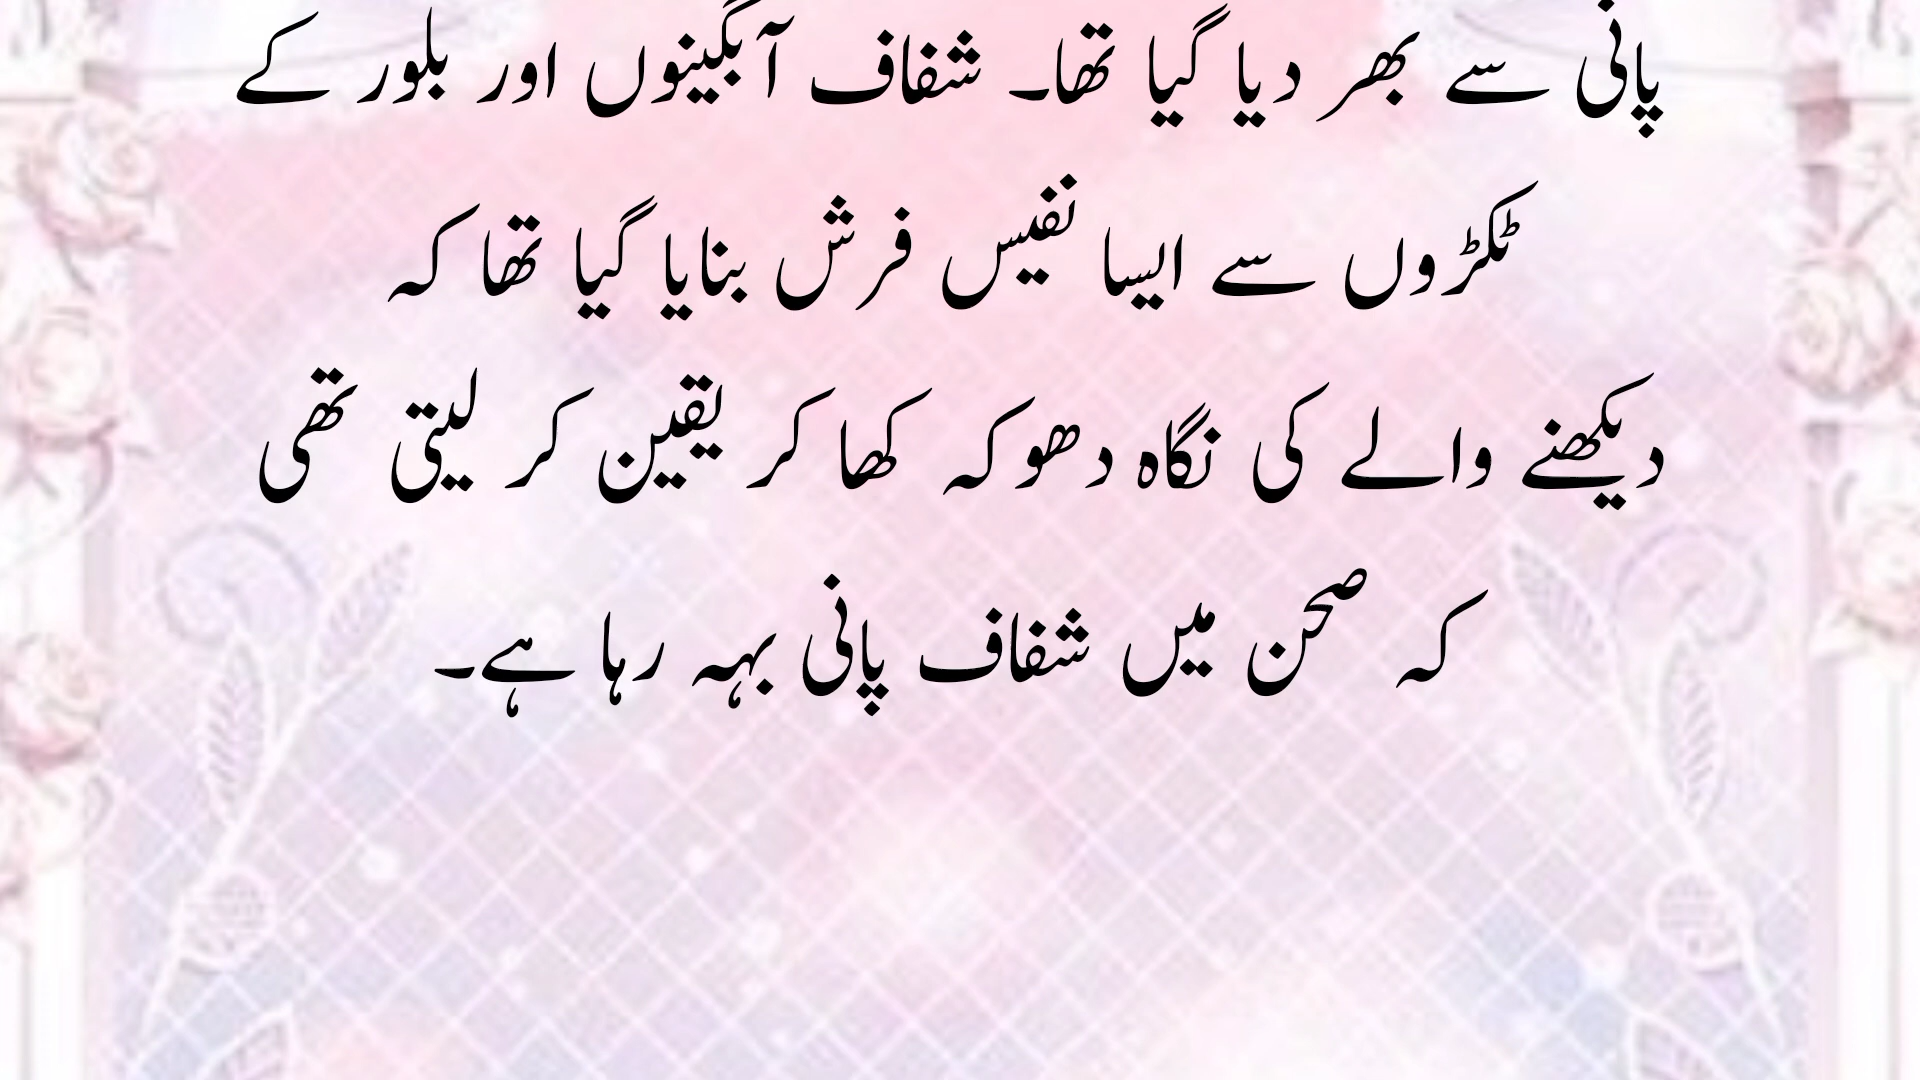 پانی سے بھر دیا گیا تھا۔ شفاف آبگینوں اور بلور کے
ٹکڑوں سے ایسا نفیس فرش بنایا گیا تھا کہ
دیکھنے والے کی نگاہ دھوکہ کھا کر یقین کر لیتی تھی
کہ صحن میں شفاف پانی بہہ رہا ہے۔